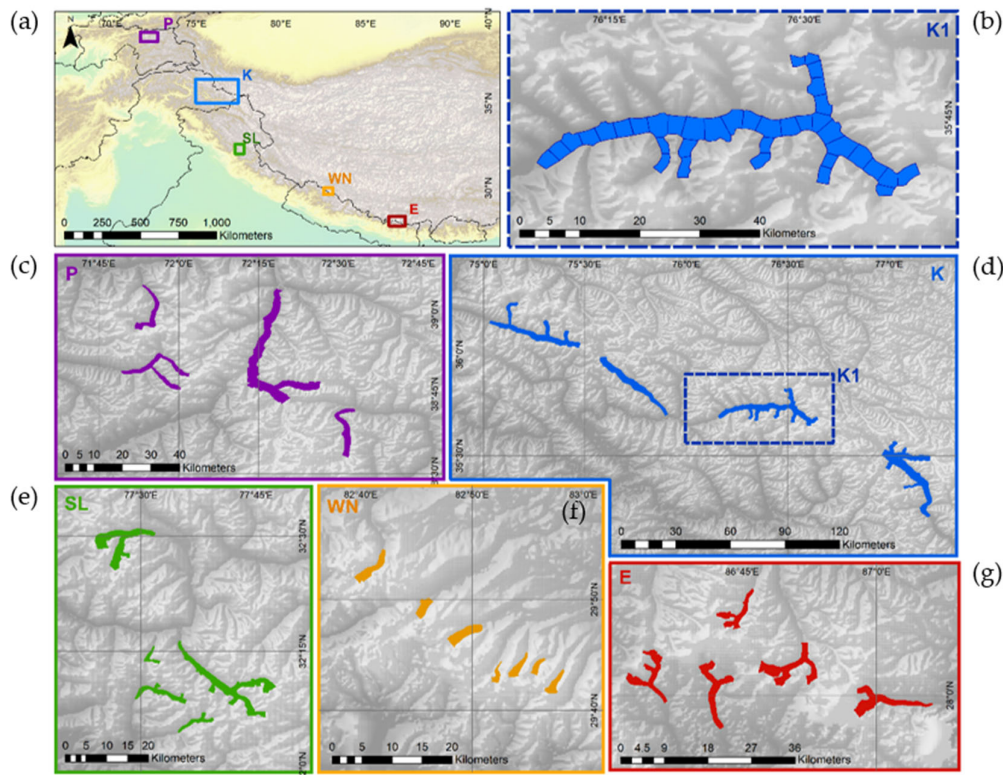 (a)
70°E
75°E
80°E
85°E
90°E
40°N
35°N
30°N
N
P
K
SL
WN
E
0 250 500 750 1,000
Kilometers
(b)
76°15'E
76°30'E
K1
35°45'N
0 5 10 20 30 40
Kilometers
(c)
P
71°45'E
72°0'E
72°15'E
72°30'E
72°45'E
39°0'N
38°45'N
38°30'N
0 5 10 20 30 40
Kilometers
(d)
75°0'E
75°30'E
76°0'E
76°30'E
77°0'E
K
36°0'N
35°30'N
K1
0 30 60 90 120
Kilometers
(e)
SL
77°30'E
77°45'E
32°30'N
32°15'N
32°0'N
0 5 10 15 20
Kilometers
(f)
WN
82°40'E
82°50'E
83°0'E
29°50'N
29°40'N
0 5 10 15 20
Kilometers
(g)
E
86°45'E
87°0'E
28°0'N
0 4.5 9 18 27 36
Kilometers